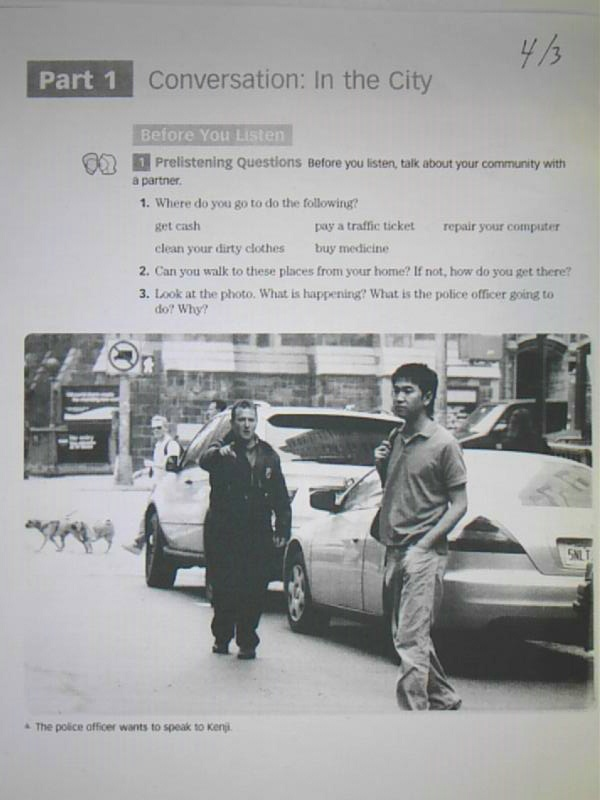 4/3
Part 1 Conversation: In the City
Before You Listen
1 Prelistening Questions Before you listen, talk about your community with
a partner.
1. Where do you go to do the following?
get cash pay a traffic ticket repair your computer
clean your dirty clothes buy medicine
2. Can you walk to these places from your home? If not, how do you get there?
3. Look at the photo. What is happening? What is the police officer going to
do? Why?
5NLT
The police officer wants to speak to Kenji.